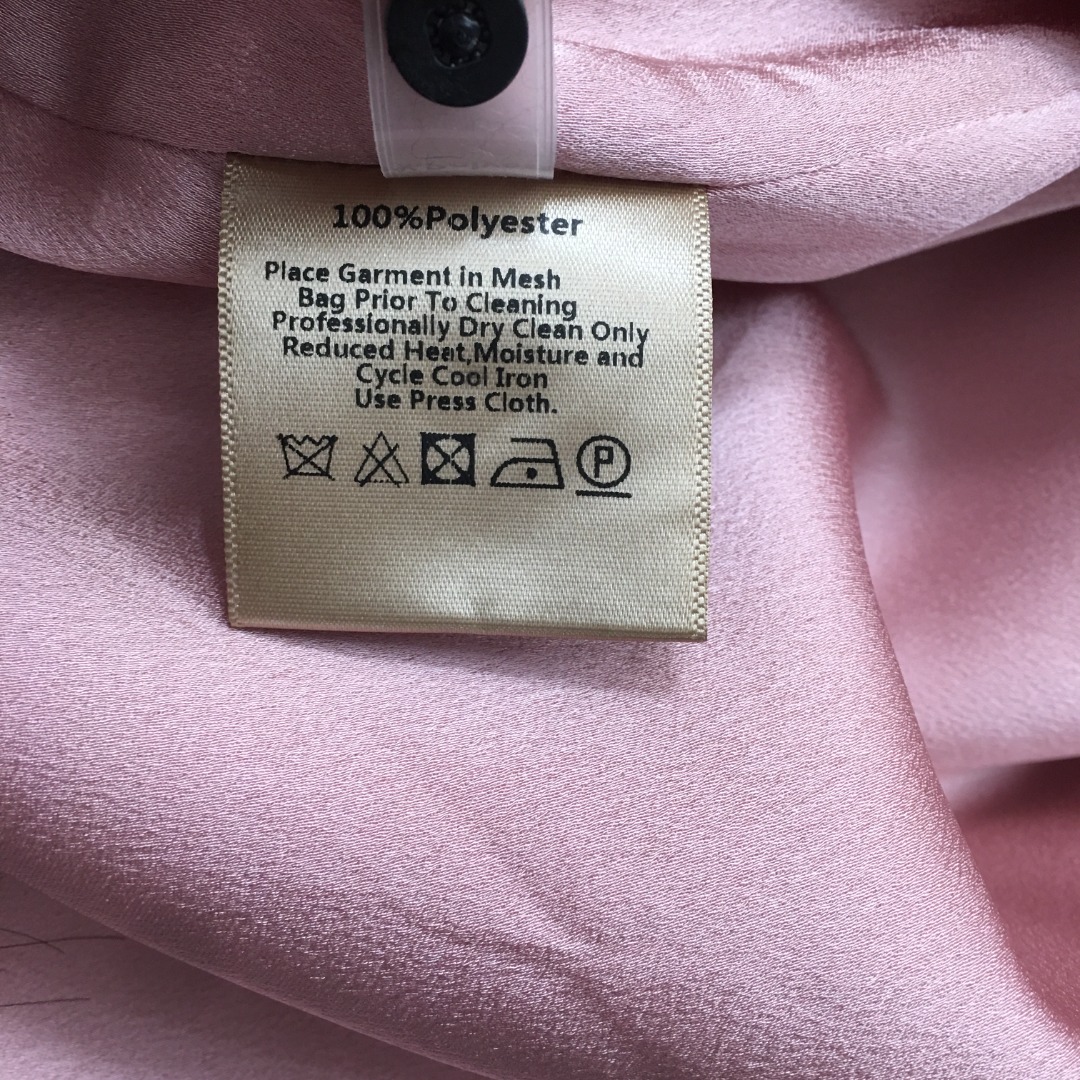 100%Polyester
Place Garment in Mesh
Bag Prior To Cleaning
Professionally Dry Clean Only
Reduced Heat,Moisture and
Cycle Cool Iron
Use Press Cloth.
P